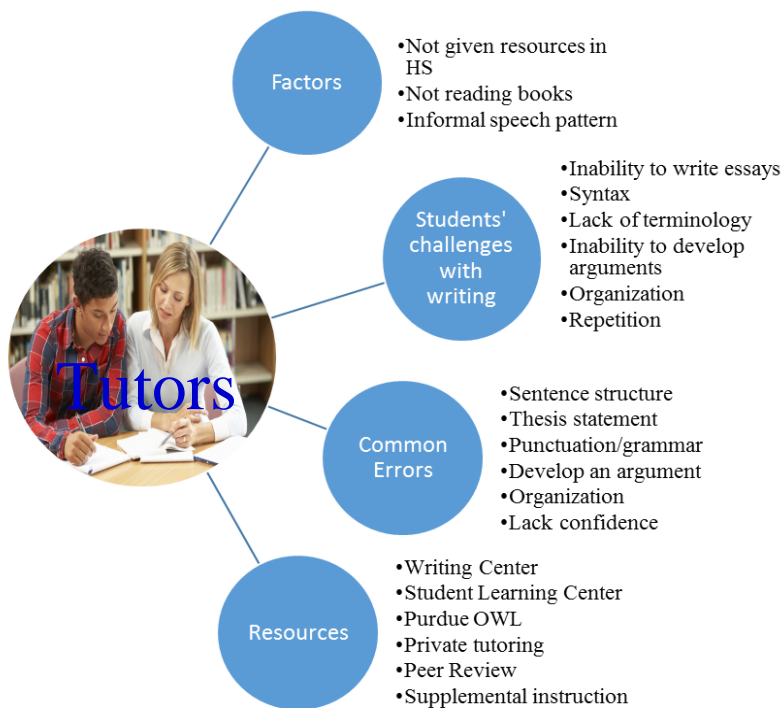 Tutors
Factors
•Not given resources in
HS
•Not reading books
•Informal speech pattern
Students'
challenges
with
writing
•Inability to write essays
•Syntax
•Lack of terminology
•Inability to develop
arguments
•Organization
•Repetition
Common
Errors
•Sentence structure
•Thesis statement
•Punctuation/grammar
•Develop an argument
•Organization
•Lack confidence
Resources
•Writing Center
•Student Learning Center
•Purdue OWL
•Private tutoring
•Peer Review
•Supplemental instruction